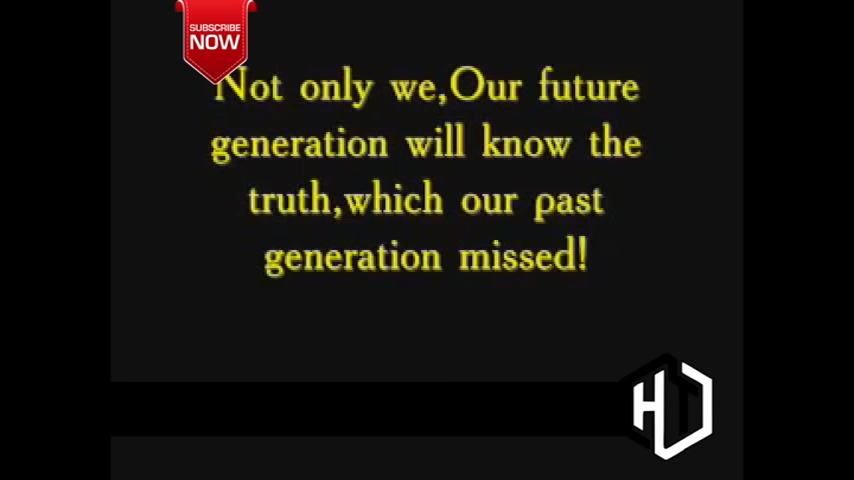 SUBSCRIBE
NOW
Not only we,Our future
generation will know the
truth,which our past
generation missed!